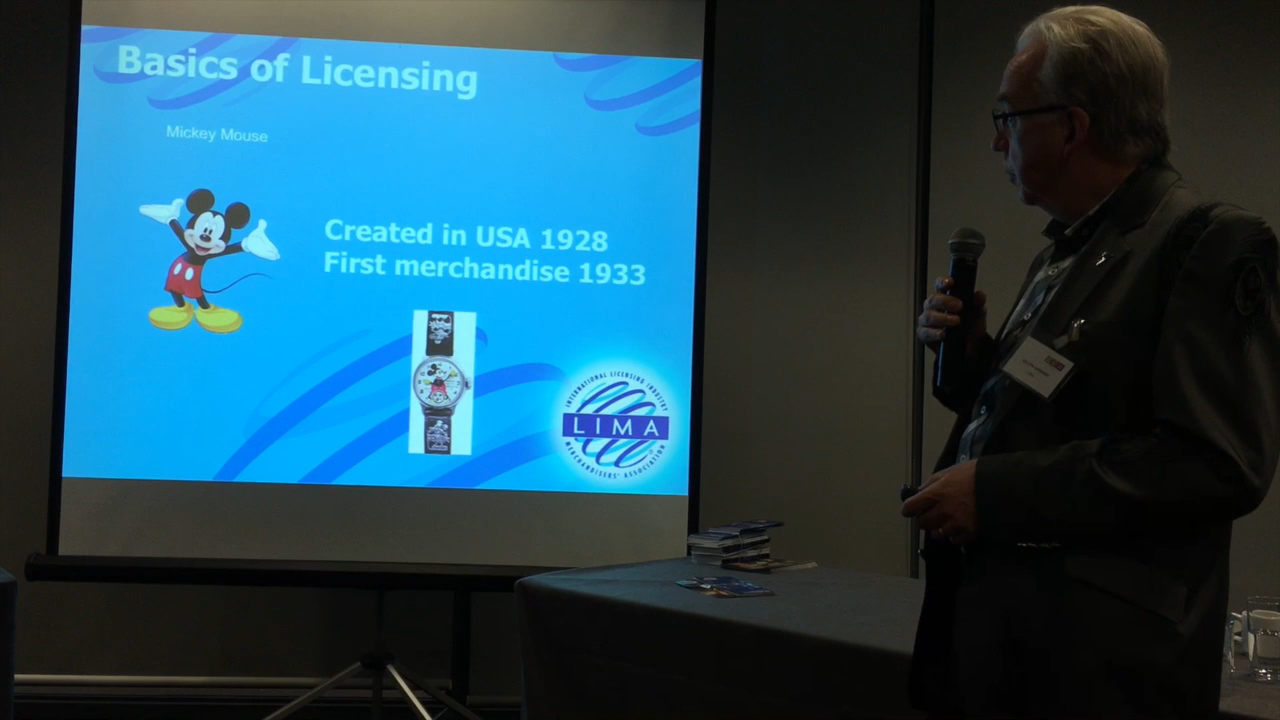 Basics of Licensing
Mickey Mouse
Created in USA 1928
First merchandise 1933
INTERNATIONAL LICENSING INDUSTRY
LIMA
MERCHANDISERS' ASSOCIATION